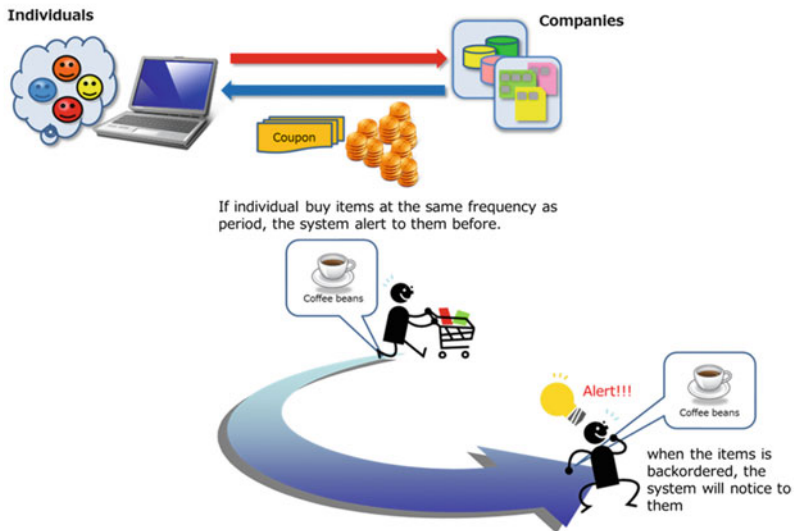 Individuals
Companies
Coupon
If individual buy items at the same frequency as
period, the system alert to them before.
Coffee beans
Alert!!!
Coffee beans
when the items is
backordered, the
system will notice to
them